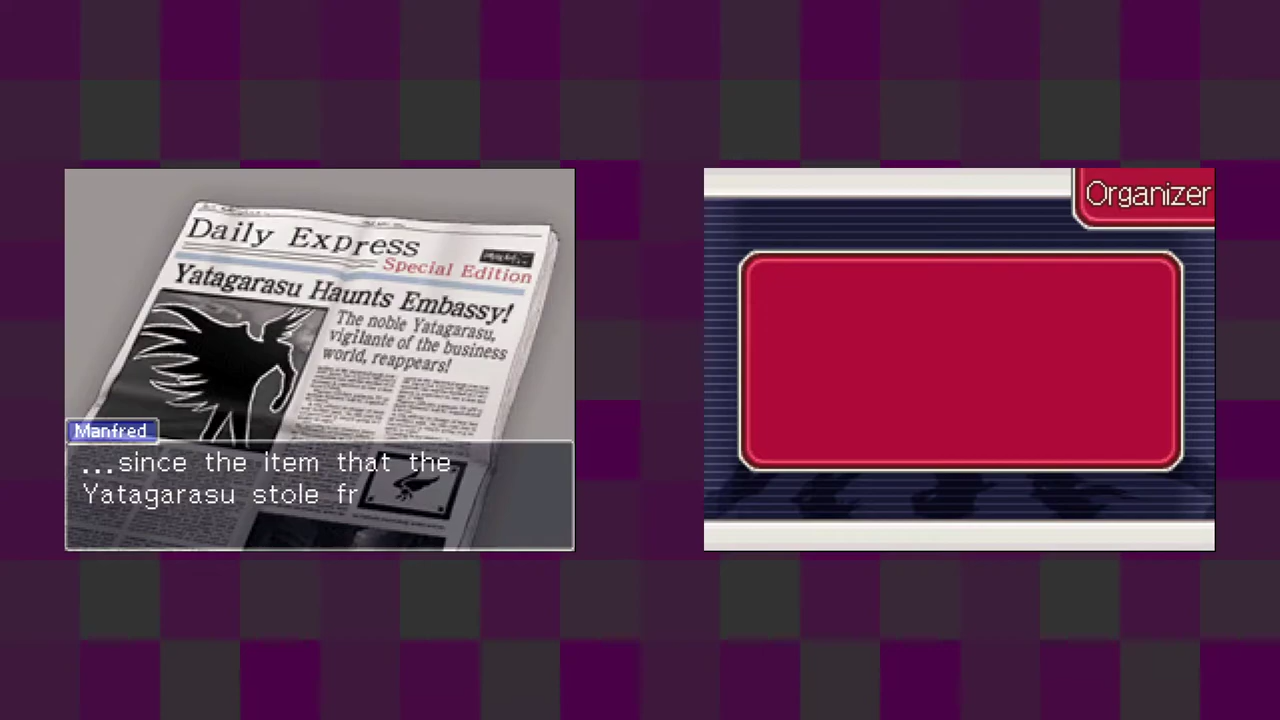 Daily Express
Special Edition
Yatagarasu Haunts Embassy!
The noble Yatagarasu,
vigilante of the business
world, reappears!
Manfred
...since the item that the
Yatagarasu stole fr
Organizer